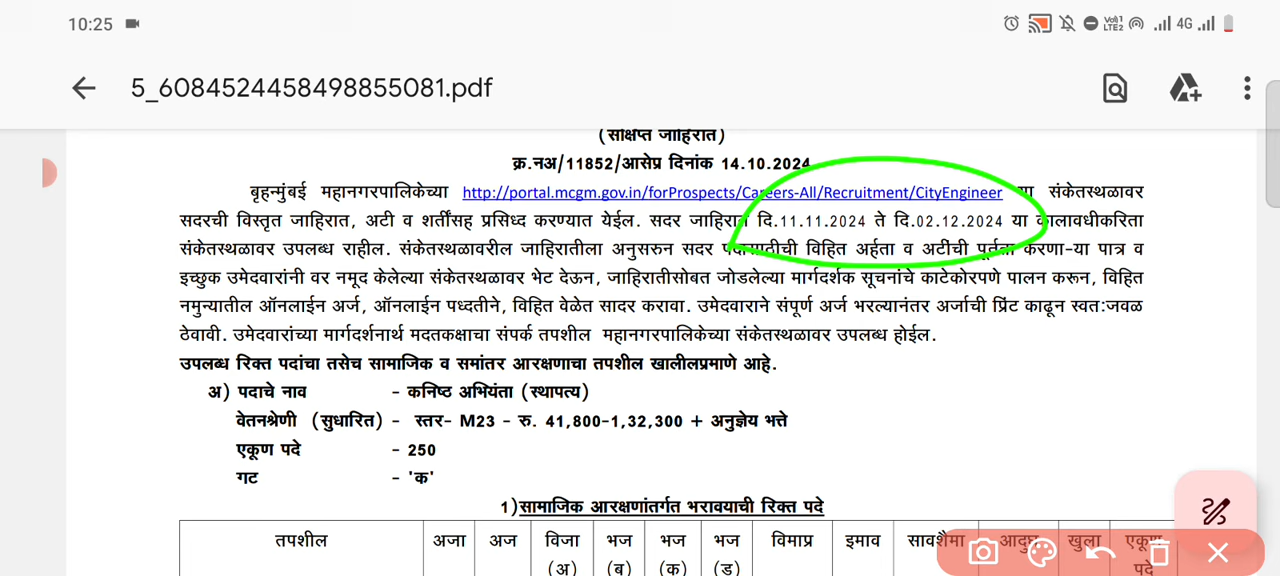 10:25 VoI) 1 LTE2 4G
5_6084524458498855081.pdf
(संक्षिप्त जाहिरात)
क्र.नअ/11852/आसेप्र दिनांक 14.10.2024
बृहन्मुंबई महानगरपालिकेच्या http://portal.mcgm.gov.in/forProspects/Careers-All/Recruitment/CityEngineer या संकेतस्थळावर
सदरची विस्तृत जाहिरात, अटी व शर्तींसह प्रसिध्द करण्यात येईल. सदर जाहिरात दि.11.11.2024 ते दि.02.12.2024 या कालावधीकरिता
संकेतस्थळावर उपलब्ध राहील. संकेतस्थळावरील जाहिरातीला अनुसरुन सदर पदासाठीची विहित अर्हता व अटींची पूर्तता करणा-या पात्र व
इच्छुक उमेदवारांनी वर नमूद केलेल्या संकेतस्थळावर भेट देऊन, जाहिरातीसोबत जोडलेल्या मार्गदर्शक सूचनांचे काटेकोरपणे पालन करून, विहित
नमुन्यातील ऑनलाईन अर्ज, ऑनलाईन पध्दतीने, विहित वेळेत सादर करावा. उमेदवाराने संपूर्ण अर्ज भरल्यानंतर अर्जाची प्रिंट काढून स्वत:जवळ
ठेवावी. उमेदवारांच्या मार्गदर्शनार्थ मदतकक्षाचा संपर्क तपशील महानगरपालिकेच्या संकेतस्थळावर उपलब्ध होईल.
उपलब्ध रिक्त पदांचा तसेच सामाजिक व समांतर आरक्षणाचा तपशील खालीलप्रमाणे आहे.
अ) पदाचे नाव - कनिष्ठ अभियंता (स्थापत्य)
वेतनश्रेणी (सुधारित) - स्तर- M23 - रु. 41,800-1,32,300 + अनुज्ञेय भत्ते
एकूण पदे - 250
गट - 'क'
1)सामाजिक आरक्षणांतर्गत भरावयाची रिक्त पदे
तपशील अजा अज विजा भज भज भज विमाप्र इमाव सावशैमा आदुघ खुला एकूण
(अ) (ब) (क) (ड) पदे